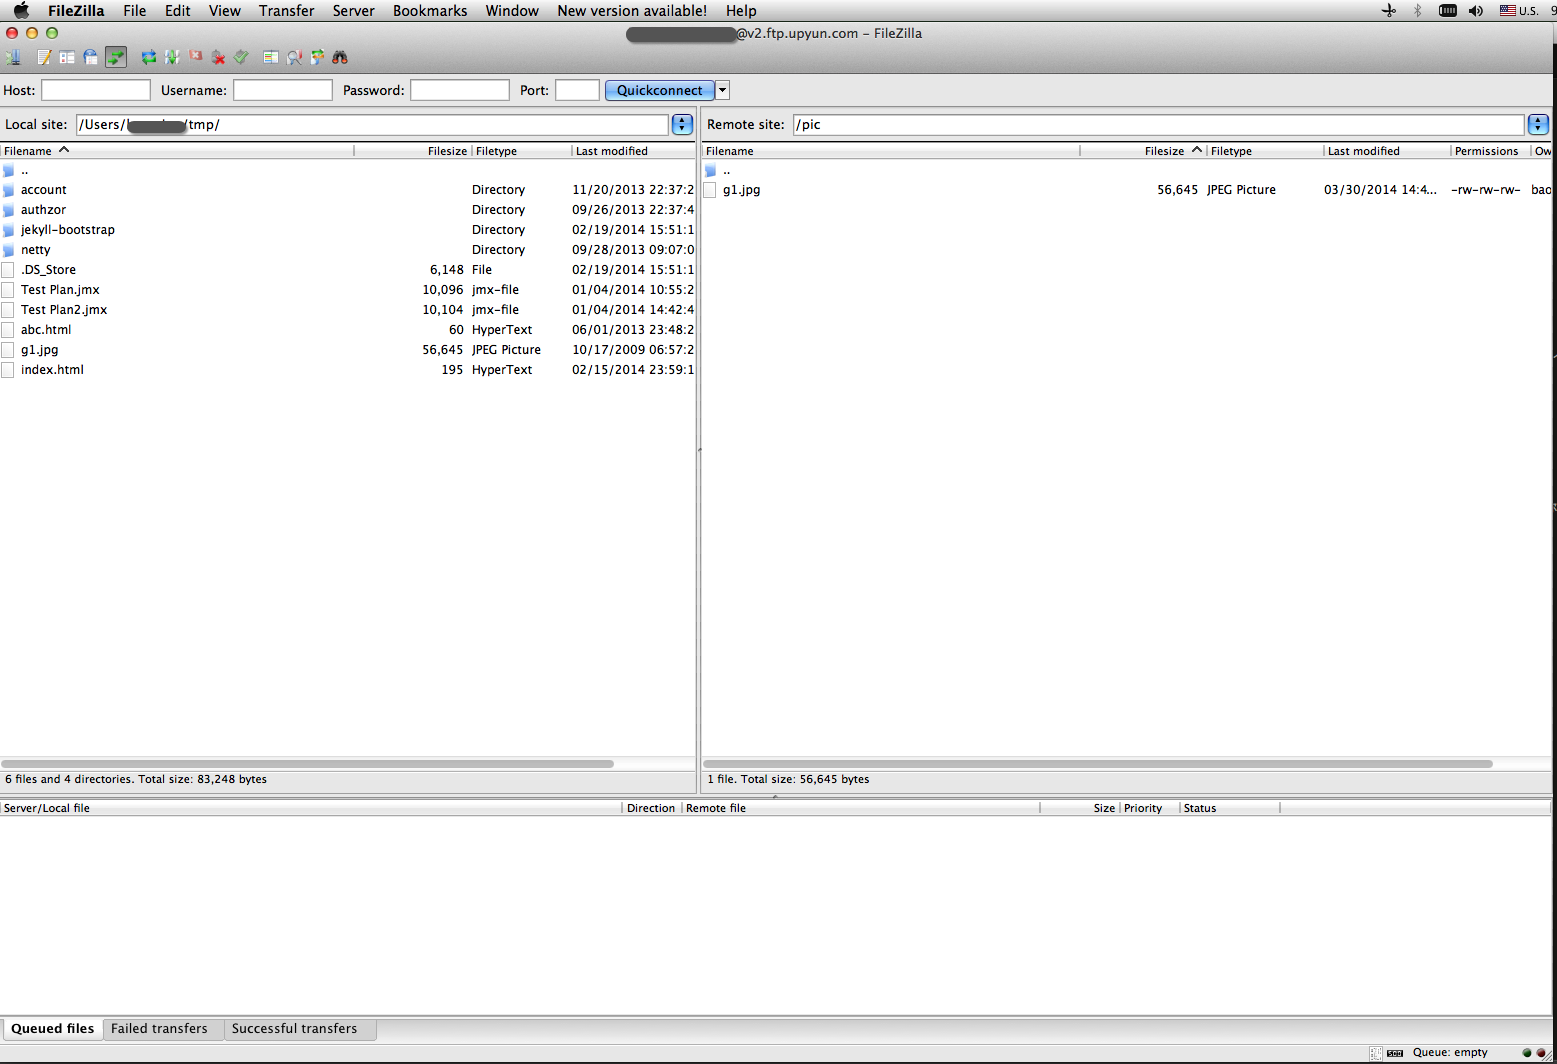 FileZilla File Edit View Transfer Server Bookmarks Window New version available! Help U.S. 9
@v2.ftp.upyun.com – FileZilla
Host: Username: Password: Port: Quickconnect
Local site: /Users/ /tmp/
Remote site: /pic
Filename Filesize Filetype Last modified
..
account Directory 11/20/2013 22:37:2
authzor Directory 09/26/2013 22:37:4
jekyll-bootstrap Directory 02/19/2014 15:51:1
netty Directory 09/28/2013 09:07:0
.DS_Store 6,148 File 02/19/2014 15:51:1
Test Plan.jmx 10,096 jmx-file 01/04/2014 10:55:2
Test Plan2.jmx 10,104 jmx-file 01/04/2014 14:42:4
abc.html 60 HyperText 06/01/2013 23:48:2
g1.jpg 56,645 JPEG Picture 10/17/2009 06:57:2
index.html 195 HyperText 02/15/2014 23:59:1
6 files and 4 directories. Total size: 83,248 bytes
Filename Filesize Filetype Last modified Permissions Ow
..
g1.jpg 56,645 JPEG Picture 03/30/2014 14:4... -rw-rw-rw- bao
1 file. Total size: 56,645 bytes
Server/Local file Direction Remote file Size Priority Status
Queued files Failed transfers Successful transfers
Queue: empty